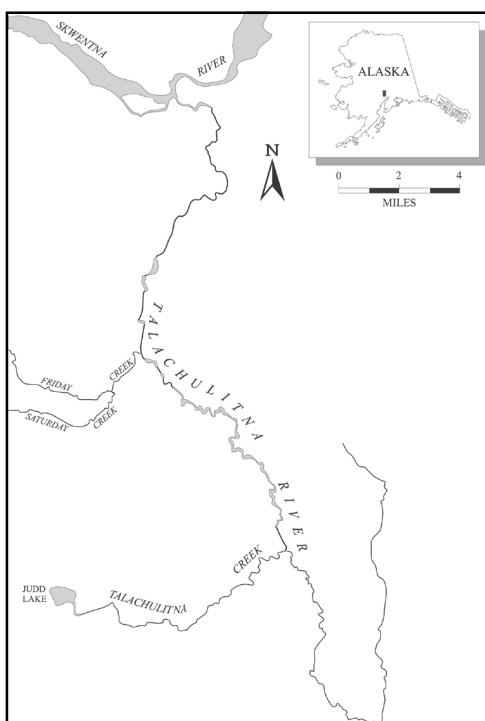 SKWENTNA
RIVER
ALASKA
N
0 2 4
MILES
TALACHULITNA
RIVER
FRIDAY
CREEK
SATURDAY
CREEK
JUDD
LAKE
TALACHULITNA
CREEK